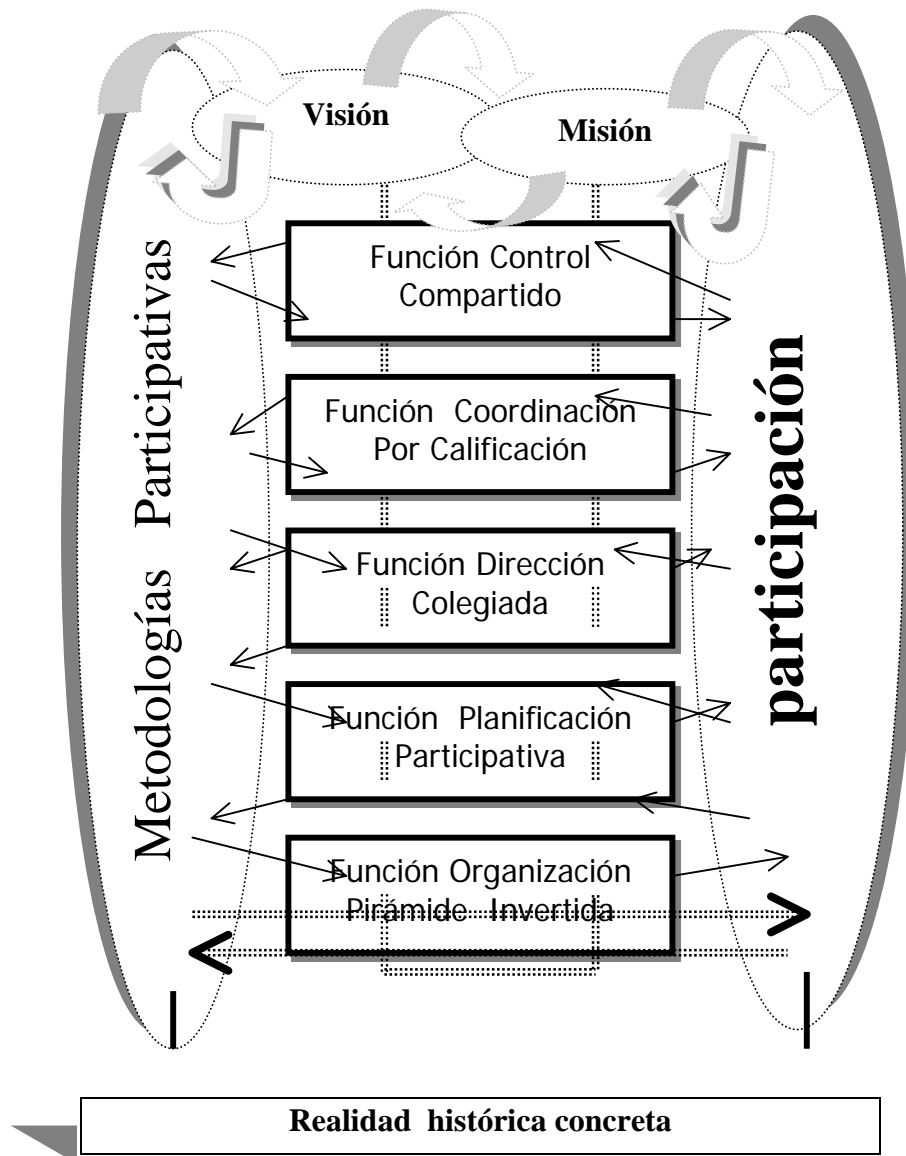 Visión
Misión
Metodologías Participativas
Función Control
Compartido
Función Coordinación
Por Calificación
Función Dirección
Colegiada
Función Planificación
Participativa
Función Organización
Pirámide Invertida
participación
Realidad histórica concreta